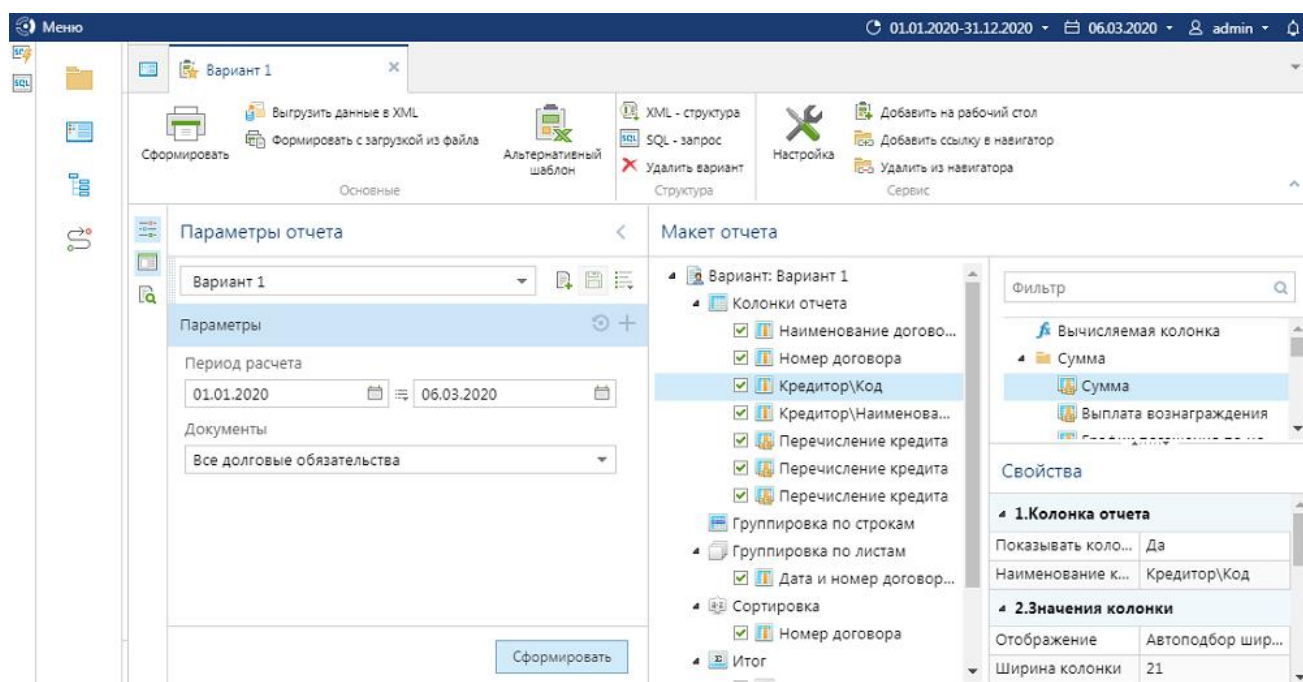 Меню
01.01.2020-31.12.2020
06.03.2020
admin
SQL
Вариант 1
Сформировать
Выгрузить данные в XML
Формировать с загрузкой из файла
Альтернативный
шаблон
Основные
XML - структура
SQL - запрос
Удалить вариант
Структура
Настройка
Добавить на рабочий стол
Добавить ссылку в навигатор
Удалить из навигатора
Сервис
Параметры отчета
Вариант 1
Параметры
Период расчета
01.01.2020
06.03.2020
Документы
Все долговые обязательства
Сформировать
Макет отчета
Вариант: Вариант 1
Колонки отчета
Наименование догово...
Номер договора
Кредитор\Код
Кредитор\Наименова...
Перечисление кредита
Перечисление кредита
Перечисление кредита
Группировка по строкам
Группировка по листам
Дата и номер договор...
Сортировка
Номер договора
Итог
Фильтр
Вычисляемая колонка
Сумма
Сумма
Выплата вознаграждения
Свойства
1.Колонка отчета
Показывать коло... Да
Наименование к... Кредитор\Код
2.Значения колонки
Отображение Автоподбор шир...
Ширина колонки 21